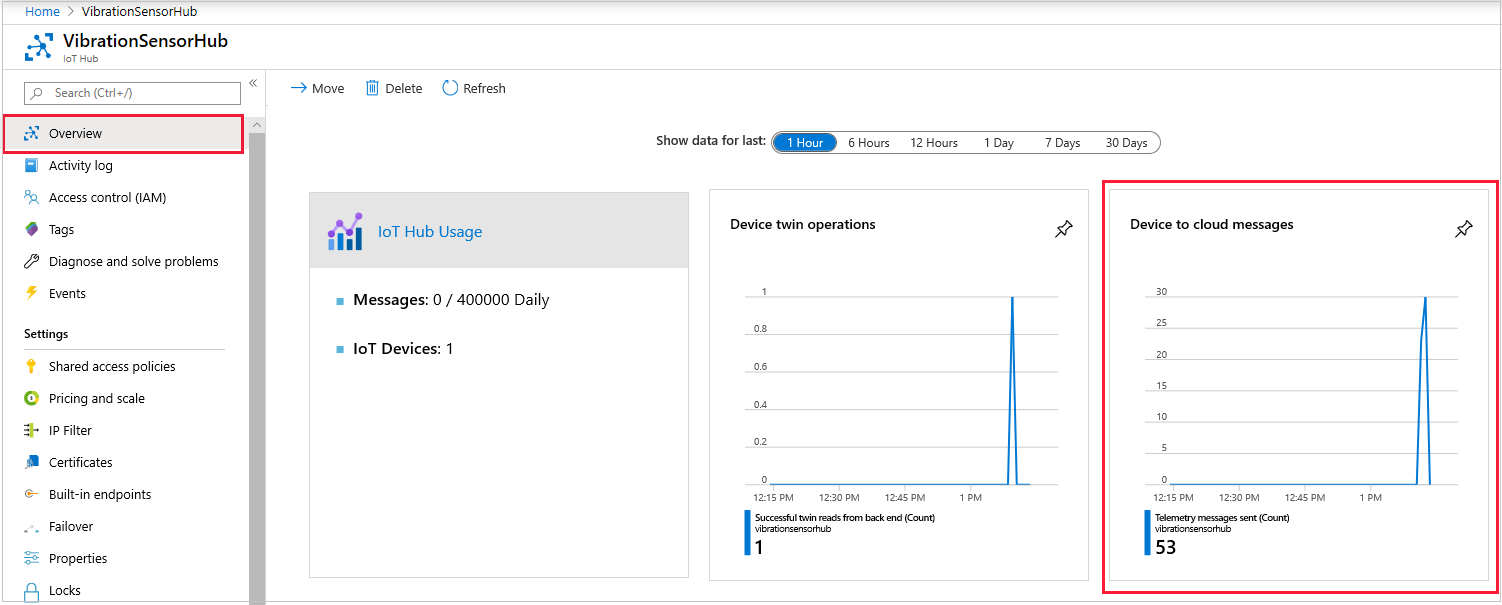 Home > VibrationSensorHub
VibrationSensorHub
IoT Hub
Search (Ctrl+/)
«
Overview
Activity log
Access control (IAM)
Tags
Diagnose and solve problems
Events
Settings
Shared access policies
Pricing and scale
IP Filter
Certificates
Built-in endpoints
Failover
Properties
Locks
Move Delete Refresh
Show data for last: 1 Hour 6 Hours 12 Hours 1 Day 7 Days 30 Days
IoT Hub Usage
Messages: 0 / 400000 Daily
IoT Devices: 1
Device twin operations
1
0.8
0.6
0.4
0.2
0
12:15 PM 12:30 PM 12:45 PM 1 PM
Successful twin reads from back end (Count)
vibrationsensorhub
1
Device to cloud messages
30
25
20
15
10
5
0
12:15 PM 12:30 PM 12:45 PM 1 PM
Telemetry messages sent (Count)
vibrationsensorhub
53